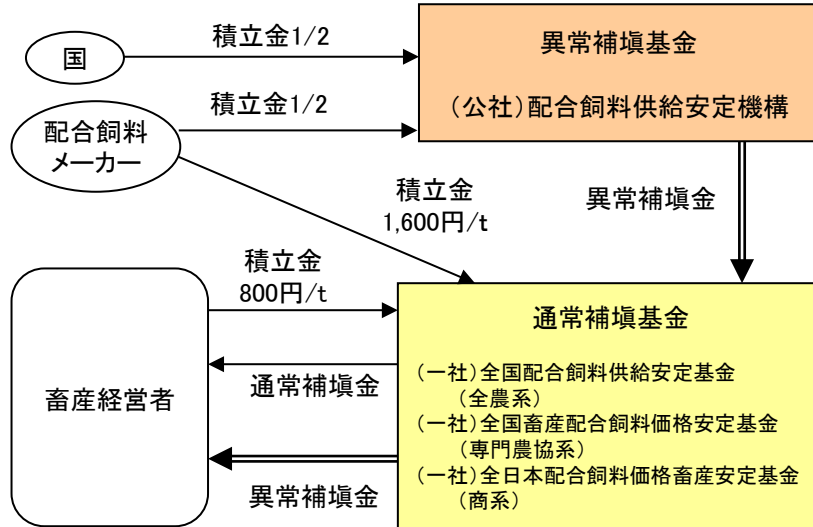 国
積立金1/2
異常補塡基金
（公社）配合飼料供給安定機構
配合飼料
メーカー
積立金1/2
積立金
1,600円/t
異常補塡金
積立金
800円/t
畜産経営者
通常補塡金
異常補塡金
通常補塡基金
（一社）全国配合飼料供給安定基金
（全農系）
（一社）全国畜産配合飼料価格安定基金
（専門農協系）
（一社）全日本配合飼料価格畜産安定基金
（商系）